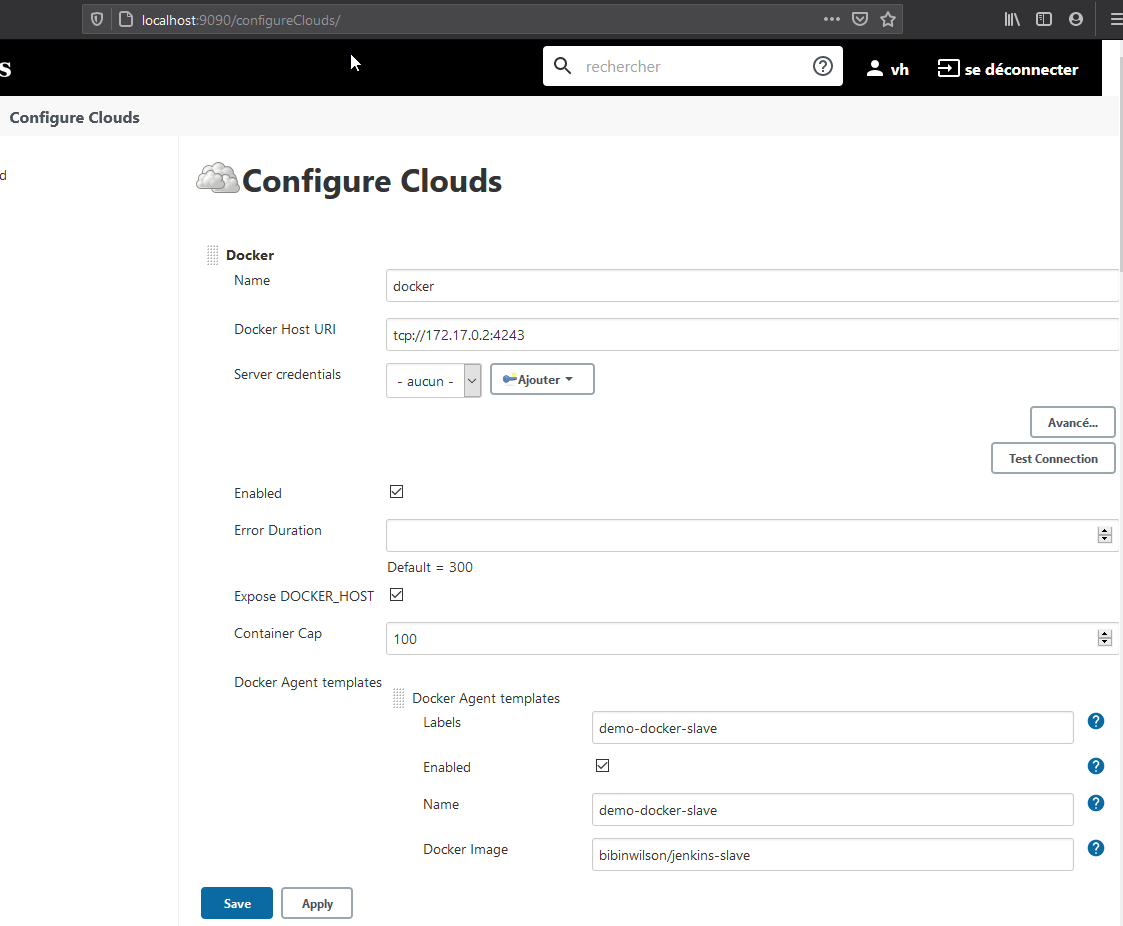 localhost:9090/configureClouds/
s
rechercher
vh
se déconnecter
Configure Clouds
d
Configure Clouds
Docker
Name
docker
Docker Host URI
tcp://172.17.0.2:4243
Server credentials
- aucun -
Ajouter
Avancé...
Test Connection
Enabled
Error Duration
Default = 300
Expose DOCKER_HOST
Container Cap
100
Docker Agent templates
Docker Agent templates
Labels
demo-docker-slave
Enabled
Name
demo-docker-slave
Docker Image
bibinwilson/jenkins-slave
Save
Apply